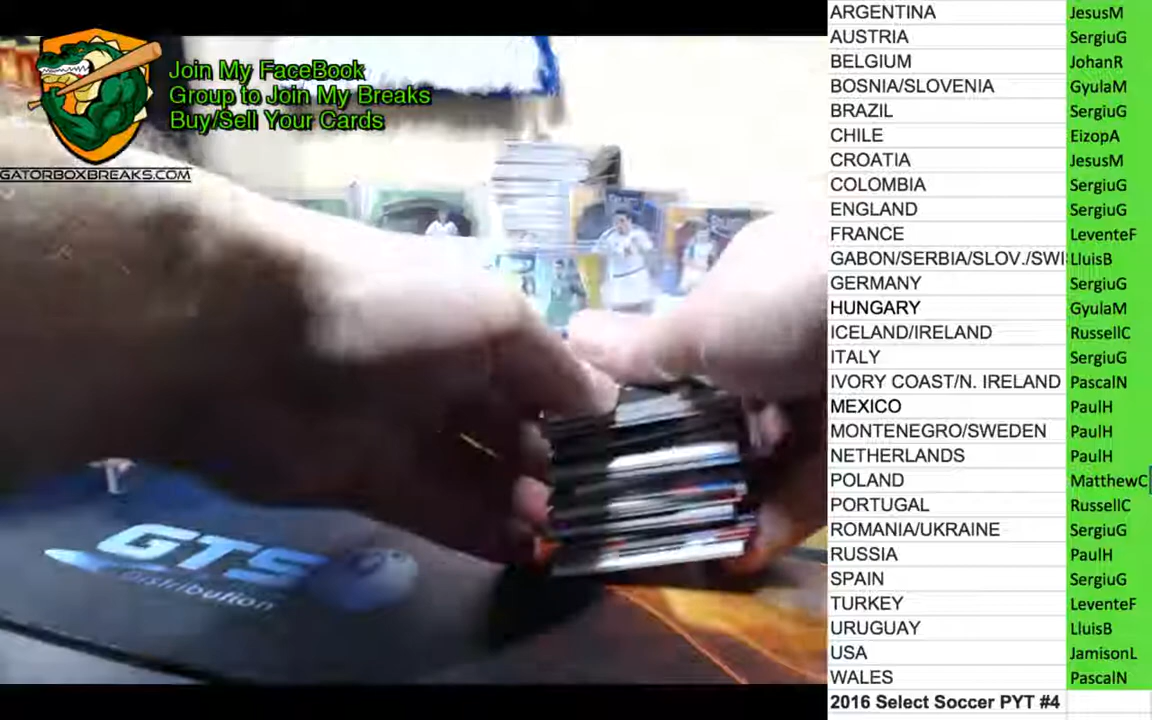 Join My FaceBook
Group to Join My Breaks
Buy/Sell Your Cards
GATORBOXBREAKS.COM
GTS
Distribution
ARGENTINA JesusM
AUSTRIA SergiuG
BELGIUM JohanR
BOSNIA/SLOVENIA GyulaM
BRAZIL SergiuG
CHILE EizopA
CROATIA JesusM
COLOMBIA SergiuG
ENGLAND SergiuG
FRANCE LeventeF
GABON/SERBIA/SLOV./SWI LluisB
GERMANY SergiuG
HUNGARY GyulaM
ICELAND/IRELAND RussellC
ITALY SergiuG
IVORY COAST/N. IRELAND PascalN
MEXICO PaulH
MONTENEGRO/SWEDEN PaulH
NETHERLANDS PaulH
POLAND MatthewC
PORTUGAL RussellC
ROMANIA/UKRAINE SergiuG
RUSSIA PaulH
SPAIN SergiuG
TURKEY LeventeF
URUGUAY LluisB
USA JamisonL
WALES PascalN
2016 Select Soccer PYT #4